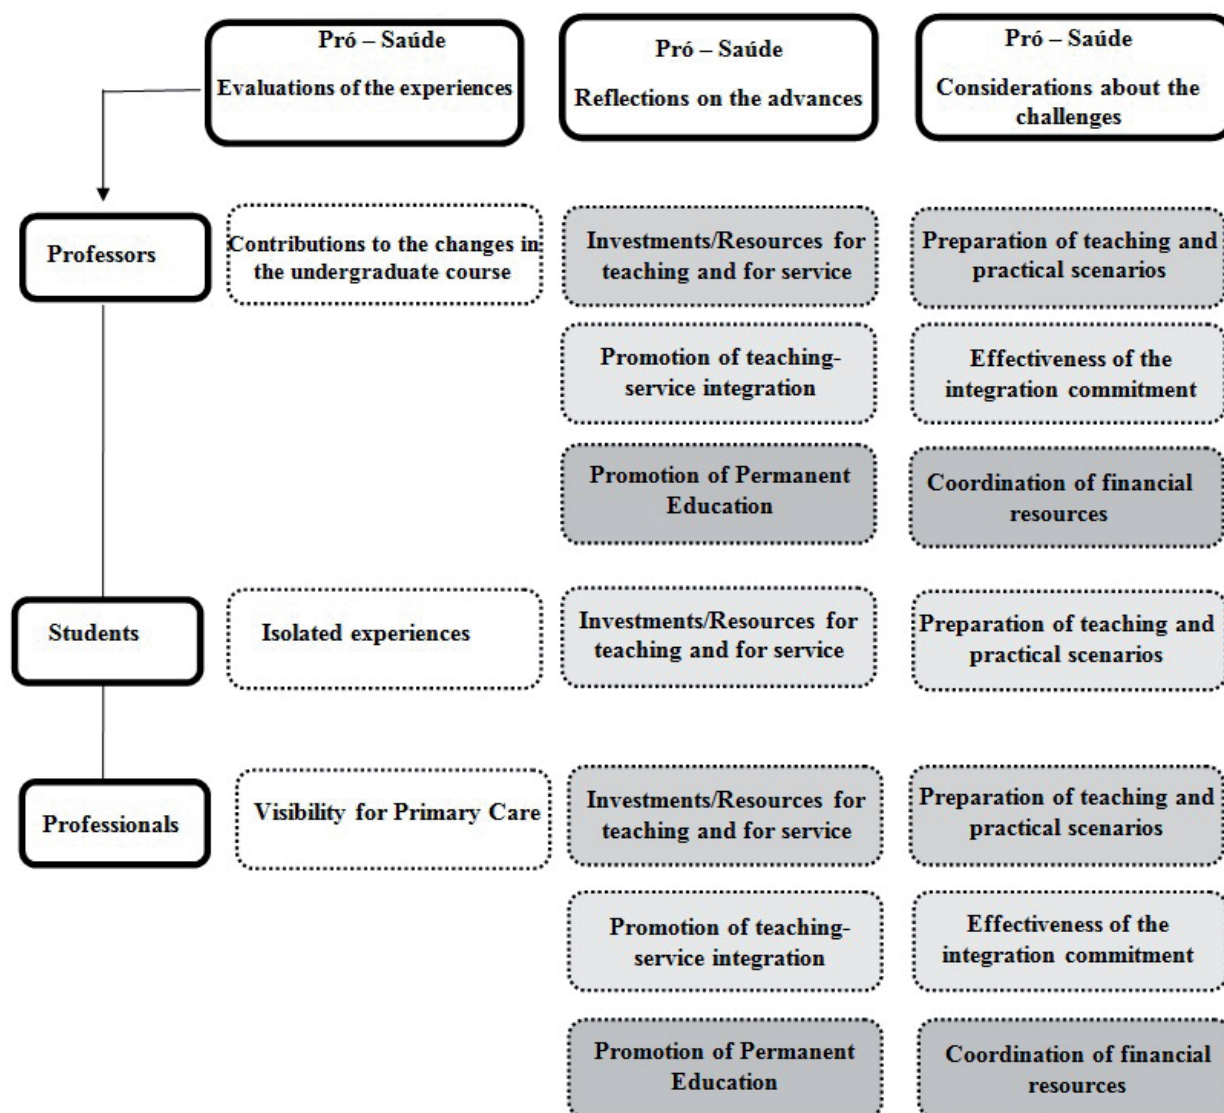 Pró – Saúde
Evaluations of the experiences
Pró – Saúde
Reflections on the advances
Pró – Saúde
Considerations about the
challenges
Professors
Contributions to the changes in
the undergraduate course
Investments/Resources for
teaching and for service
Preparation of teaching and
practical scenarios
Promotion of teaching-
service integration
Effectiveness of the
integration commitment
Promotion of Permanent
Education
Coordination of financial
resources
Students
Isolated experiences
Investments/Resources for
teaching and for service
Preparation of teaching and
practical scenarios
Professionals
Visibility for Primary Care
Investments/Resources for
teaching and for service
Preparation of teaching and
practical scenarios
Promotion of teaching-
service integration
Effectiveness of the
integration commitment
Promotion of Permanent
Education
Coordination of financial
resources